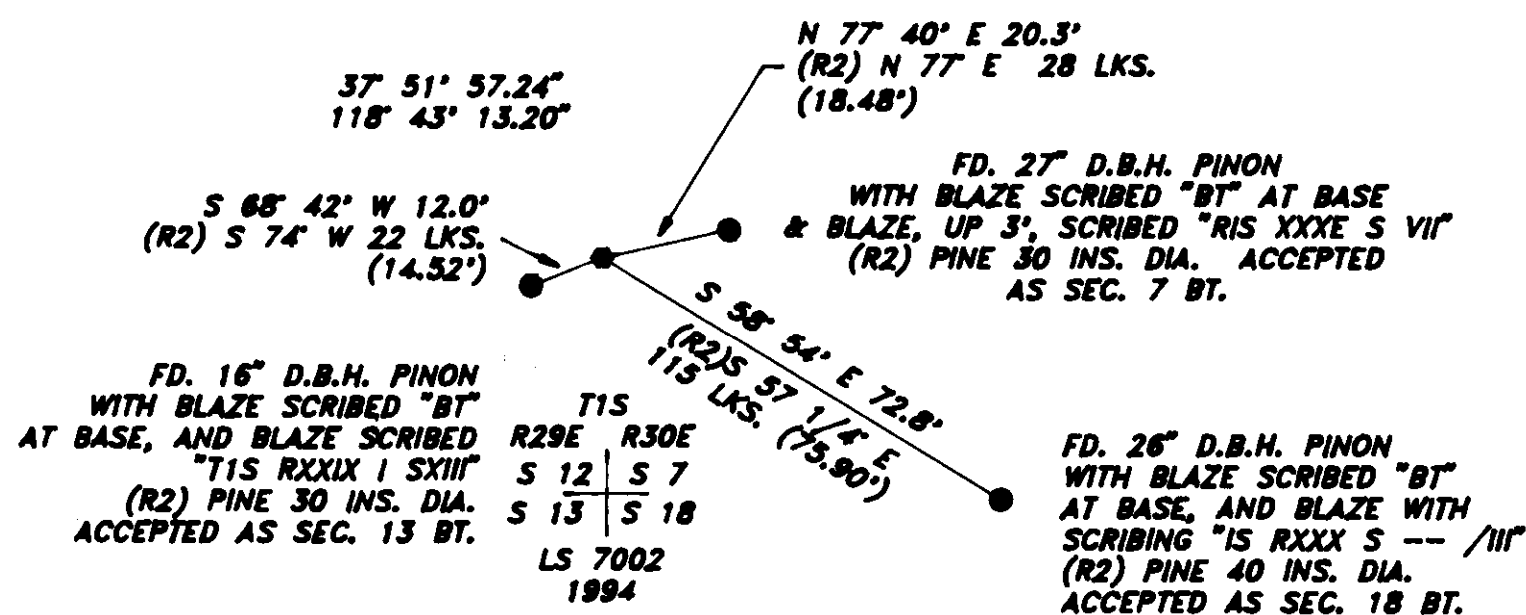 N 77° 40' E 20.3'
(R2) N 77° E 28 LKS.
(18.48')
37° 51' 57.24"
118° 43' 13.20"
S 68° 42' W 12.0'
(R2) S 74° W 22 LKS.
(14.52')
FD. 27" D.B.H. PINON
WITH BLAZE SCRIBED "BT" AT BASE
& BLAZE, UP 3', SCRIBED "RIS XXXE S VII"
(R2) PINE 30 INS. DIA. ACCEPTED
AS SEC. 7 BT.
S 58° 54' E 72.8'
(R2)S 57 1/4° E
115 LKS. (75.90')
FD. 16" D.B.H. PINON
WITH BLAZE SCRIBED "BT"
AT BASE, AND BLAZE SCRIBED
"T1S RXXIX I SXIII"
(R2) PINE 30 INS. DIA.
ACCEPTED AS SEC. 13 BT.
T1S
R29E R30E
S 12 S 7
S 13 S 18
LS 7002
1994
FD. 26" D.B.H. PINON
WITH BLAZE SCRIBED "BT"
AT BASE, AND BLAZE WITH
SCRIBING "IS RXXX S -- /III"
(R2) PINE 40 INS. DIA.
ACCEPTED AS SEC. 18 BT.